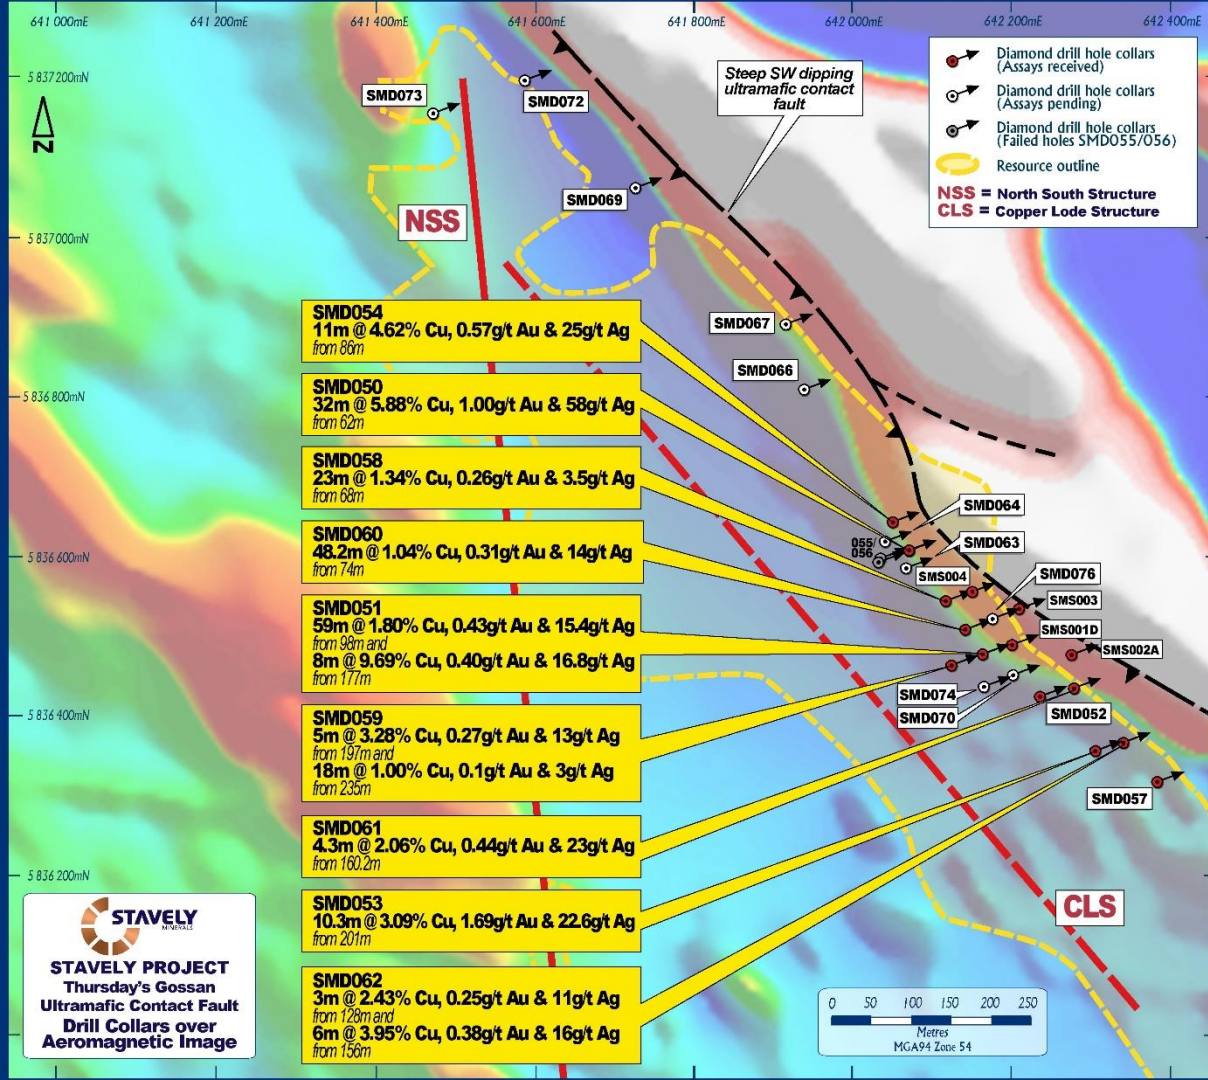 641 000mE
641 200mE
641 400mE
641 600mE
641 800mE
642 000mE
642 200mE
642 400mE
5 837 200mN
5 837 000mN
5 836 800mN
5 836 600mN
5 836 400mN
5 836 200mN
N
Diamond drill hole collars
(Assays received)
Diamond drill hole collars
(Assays pending)
Diamond drill hole collars
(Failed holes SMD055/056)
Resource outline
NSS = North South Structure
CLS = Copper Lode Structure
Steep SW dipping
ultramafic contact
fault
SMD073
SMD072
SMD069
NSS
SMD067
SMD066
SMD054
11m @ 4.62% Cu, 0.57g/t Au & 25g/t Ag
from 86m
SMD050
32m @ 5.88% Cu, 1.00g/t Au & 58g/t Ag
from 62m
SMD058
23m @ 1.34% Cu, 0.26g/t Au & 3.5g/t Ag
from 68m
SMD060
48.2m @ 1.04% Cu, 0.31g/t Au & 14g/t Ag
from 74m
SMD051
59m @ 1.80% Cu, 0.43g/t Au & 15.4g/t Ag
from 98m and
8m @ 9.69% Cu, 0.40g/t Au & 16.8g/t Ag
from 177m
SMD059
5m @ 3.28% Cu, 0.27g/t Au & 13g/t Ag
from 197m and
18m @ 1.00% Cu, 0.1g/t Au & 3g/t Ag
from 235m
SMD061
4.3m @ 2.06% Cu, 0.44g/t Au & 23g/t Ag
from 160.2m
SMD053
10.3m @ 3.09% Cu, 1.69g/t Au & 22.6g/t Ag
from 201m
SMD062
3m @ 2.43% Cu, 0.25g/t Au & 11g/t Ag
from 128m and
6m @ 3.95% Cu, 0.38g/t Au & 16g/t Ag
from 156m
SMD064
055/
056
SMD063
SMS004
SMD076
SMS003
SMS001D
SMS002A
SMD074
SMD070
SMD052
SMD057
CLS
STAVELY
MINERALS
STAVELY PROJECT
Thursday's Gossan
Ultramafic Contact Fault
Drill Collars over
Aeromagnetic Image
0 50 100 150 200 250
Metres
MGA94 Zone 54